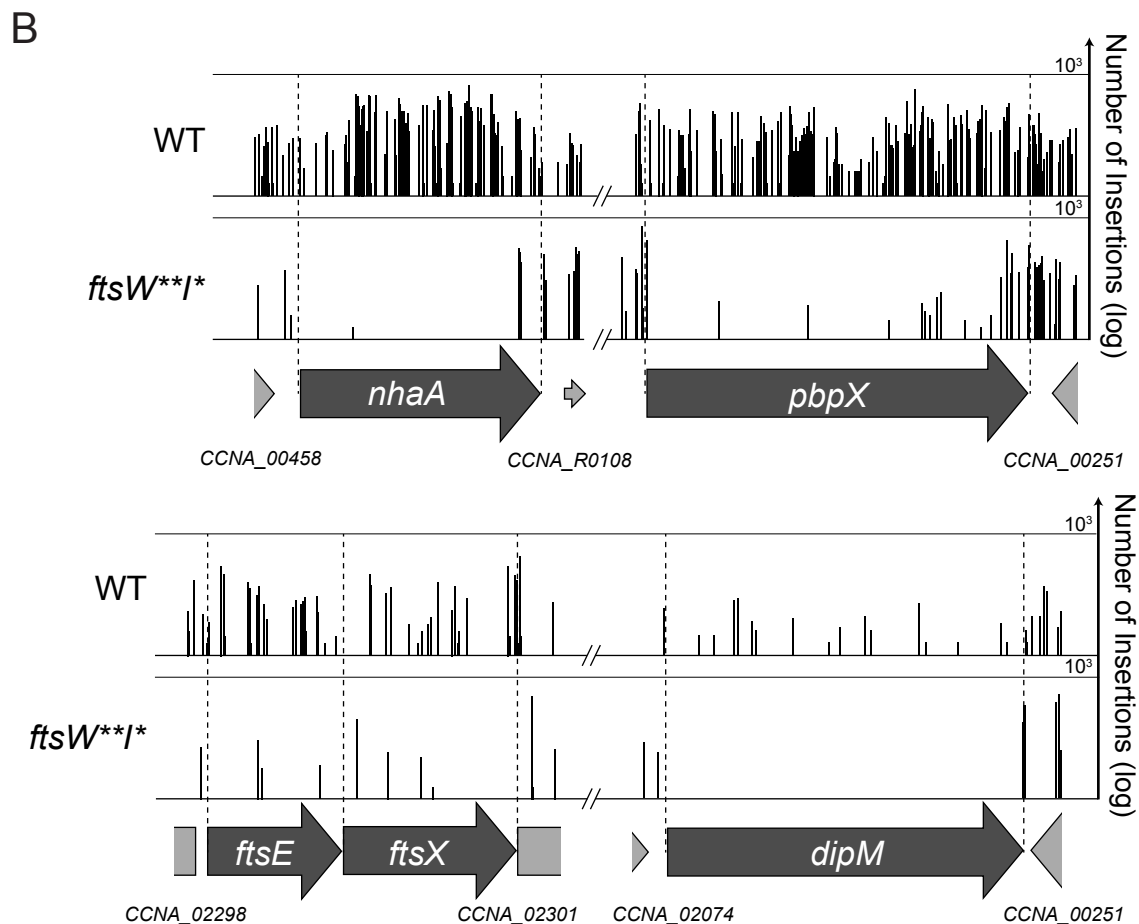 B
10³
WT
10³
ftsW**I*
Number of Insertions (log)
nhaA
pbpX
CCNA_00458
CCNA_R0108
CCNA_00251
10³
WT
10³
ftsW**I*
Number of Insertions (log)
ftsE
ftsX
dipM
CCNA_02298
CCNA_02301
CCNA_02074
CCNA_00251